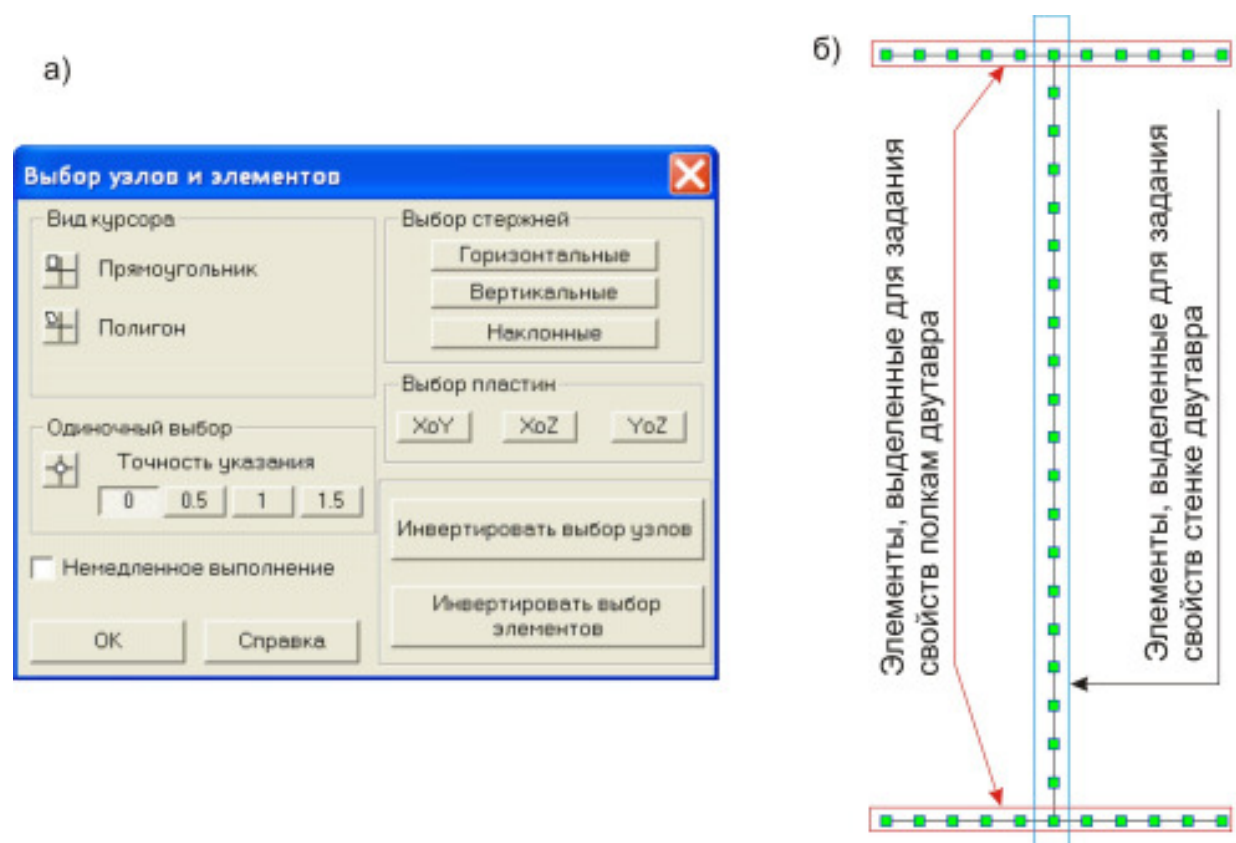 а)
Выбор узлов и элементов
Вид курсора
Прямоугольник
Полигон
Одиночный выбор
Точность указания
0 0.5 1 1.5
Немедленное выполнение
ОК Справка
Выбор стержней
Горизонтальные
Вертикальные
Наклонные
Выбор пластин
XoY XoZ YoZ
Инвертировать выбор узлов
Инвертировать выбор
элементов
б)
Элементы, выделенные для задания
свойств полкам двутавра
Элементы, выделенные для задания
свойств стенке двутавра